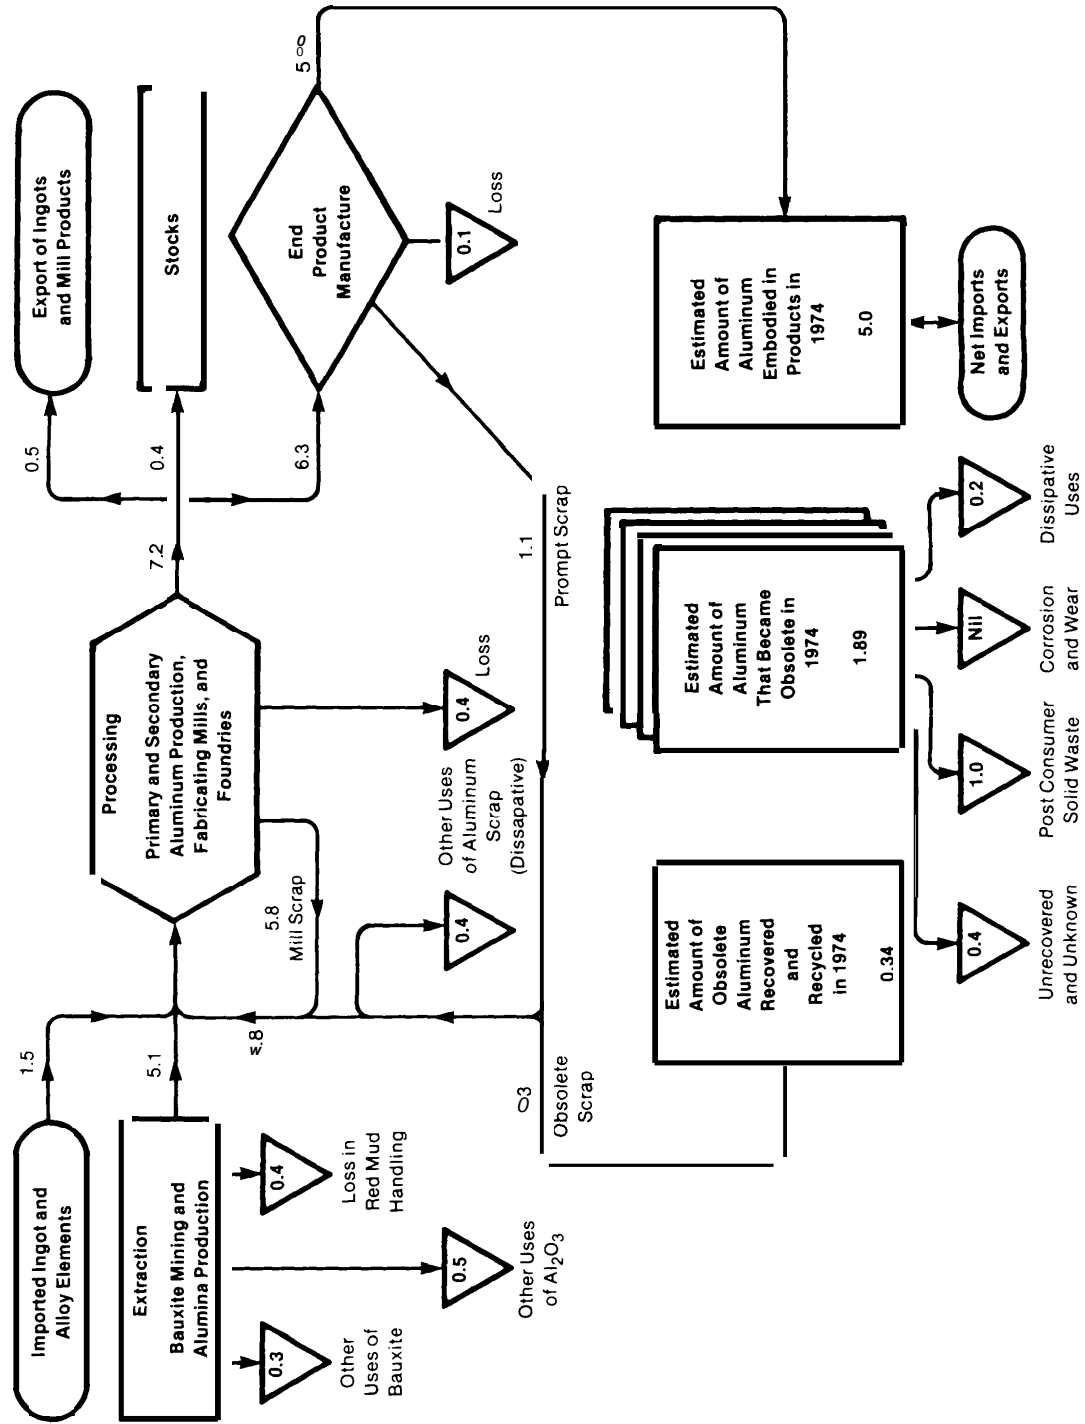 Imported Ingot and
Alloy Elements
1.5
Extraction
Bauxite Mining and
Alumina Production
5.1
0.3
Other
Uses of
Bauxite
0.5
Other Uses
of Al2O3
0.4
Loss in
Red Mud
Handling
Processing
Primary and Secondary
Aluminum Production,
Fabricating Mills, and
Foundries
7.2
5.8
Mill Scrap
0.4
Loss
0.4
Other Uses
of Aluminum
Scrap
(Dissapative)
Export of Ingots
and Mill Products
0.5
Stocks
0.4
6.3
End
Product
Manufacture
0.1
Loss
1.1
Prompt Scrap
Obsolete
Scrap
Estimated
Amount of
Obsolete
Aluminum
Recovered
and
Recycled
in 1974
0.34
Estimated
Amount of
Aluminum
That Became
Obsolete in
1974
1.89
Estimated
Amount of
Aluminum
Embodied in
Products in
1974
5.0
Net Imports
and Exports
0.4
Unrecovered
and Unknown
1.0
Post Consumer
Solid Waste
Nil
Corrosion
and Wear
0.2
Dissipative
Uses